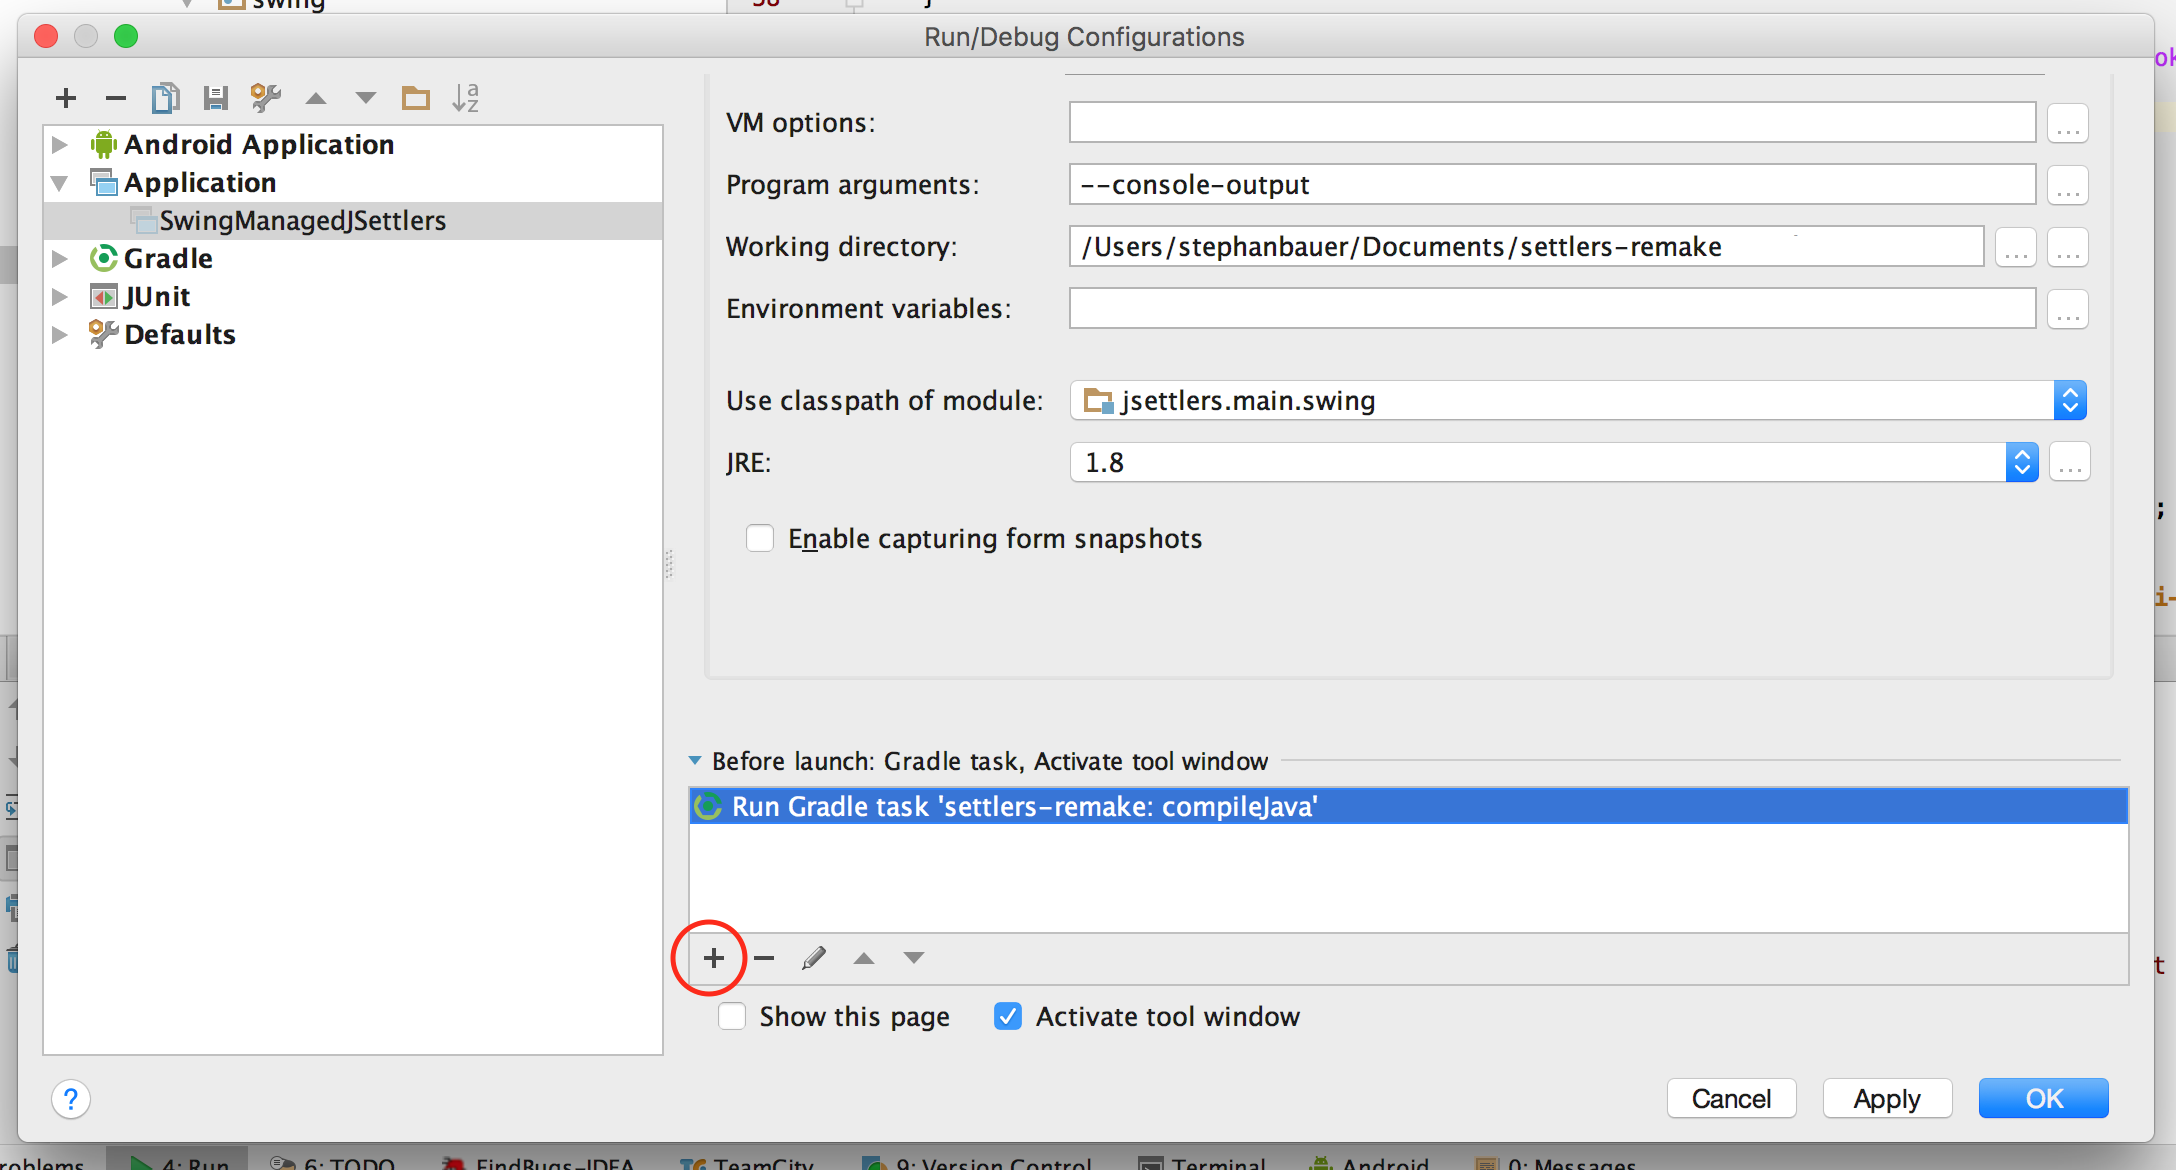 swing
Run/Debug Configurations
Android Application
Application
SwingManagedJSettlers
Gradle
JUnit
Defaults
VM options:
Program arguments: --console-output
Working directory: /Users/stephanbauer/Documents/settlers-remake
Environment variables:
Use classpath of module: jsettlers.main.swing
JRE: 1.8
Enable capturing form snapshots
Before launch: Gradle task, Activate tool window
Run Gradle task 'settlers-remake: compileJava'
Show this page Activate tool window
? Cancel Apply OK
4: Run 6: TODO FindBugs-IDEA TeamCity 9: Version Control Terminal Android 0: Messages